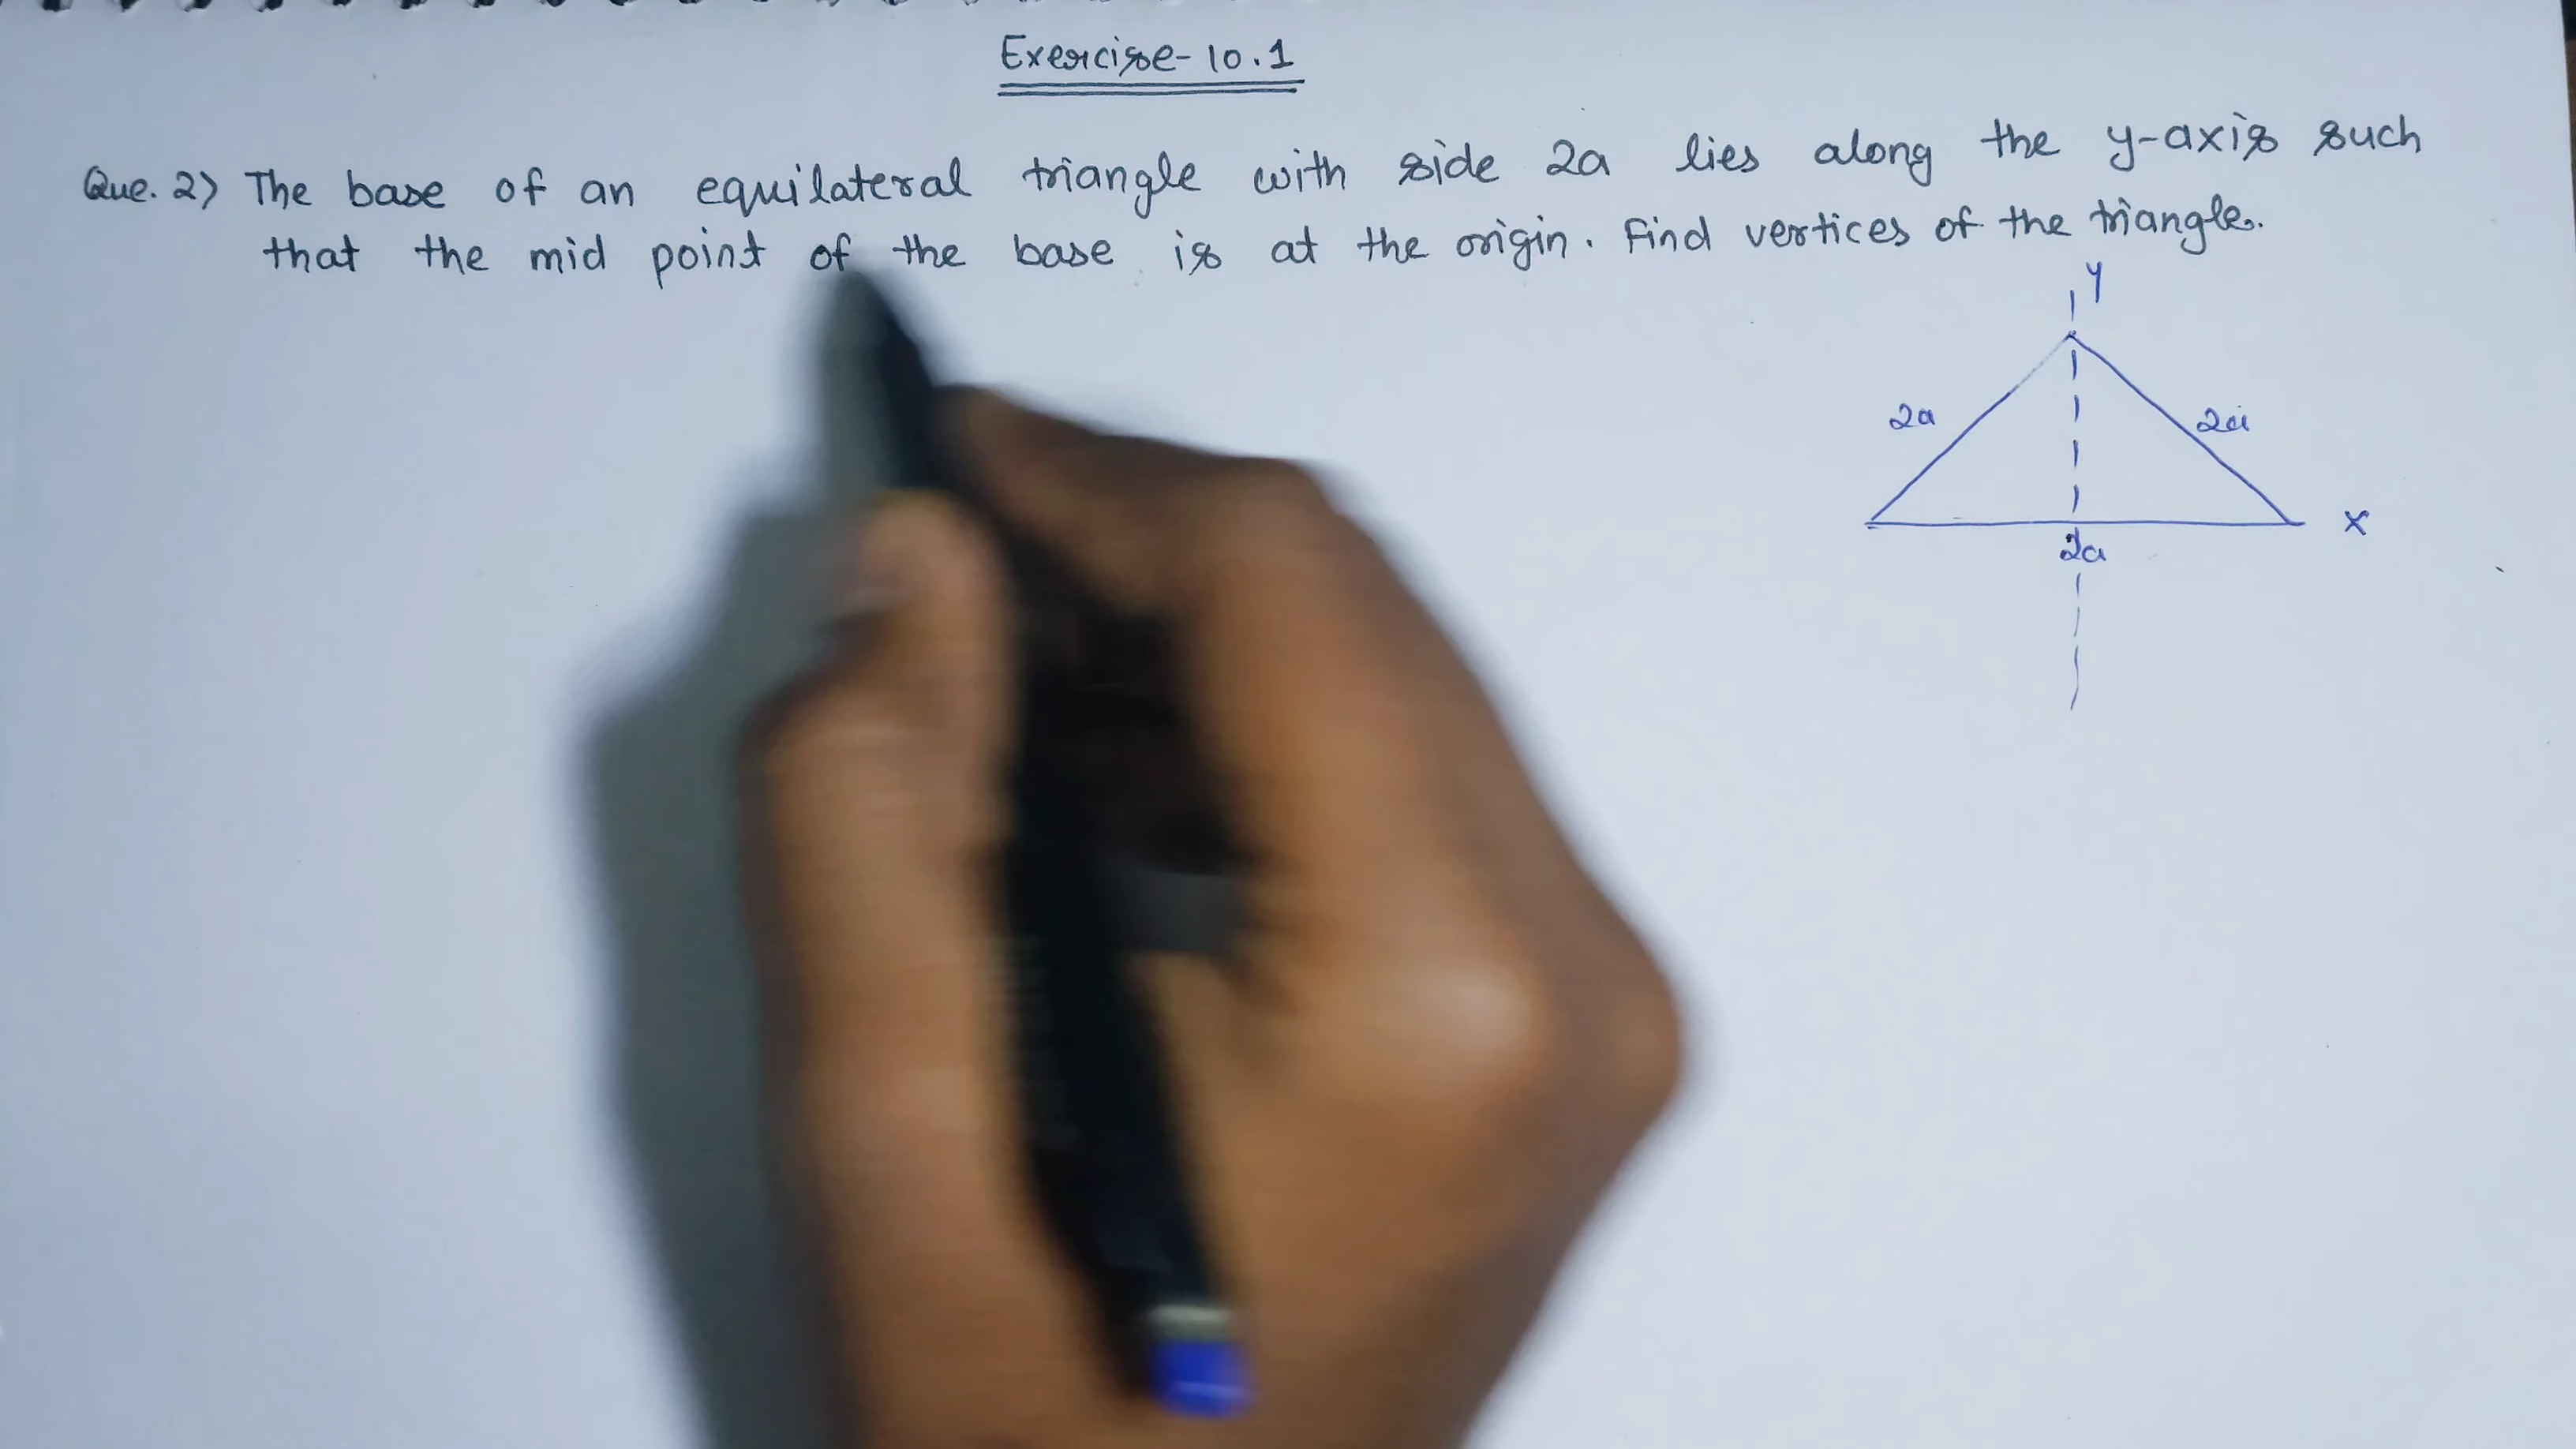 Exercise-10.1
Que. 2) The base of an equilateral triangle with side 2a lies along the y-axis such
that the mid point of the base is at the origin. Find vertices of the triangle.
y
2a
2a
x
2a